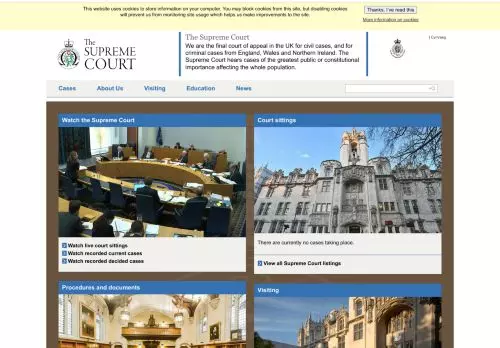 This website uses cookies to store information on your computer. You may block cookies from this site, but disabling cookies
will prevent us from monitoring site usage which helps us make improvements to the site.
Thanks, I've read this
More information on cookies
The
SUPREME
COURT
The Supreme Court
We are the final court of appeal in the UK for civil cases, and for
criminal cases from England, Wales and Northern Ireland. The
Supreme Court hears cases of the greatest public or constitutional
importance affecting the whole population.
| Cymraeg
Cases
About Us
Visiting
Education
News
Watch the Supreme Court
Watch live court sittings
Watch recorded current cases
Watch recorded decided cases
Court sittings
There are currently no cases taking place.
View all Supreme Court listings
Procedures and documents
Visiting